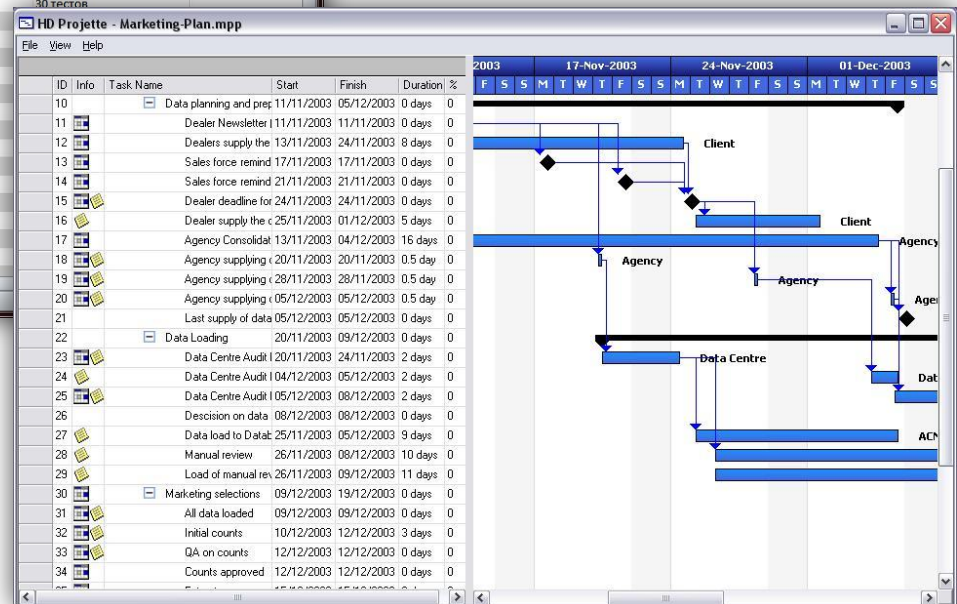 30 тестов
HD Projette - Marketing-Plan.mpp
File View Help
2003 17-Nov-2003 24-Nov-2003 01-Dec-2003
ID Info Task Name Start Finish Duration %
F S S M T W T F S S M T W T F S S M T W T F S S
10 Data planning and prep 11/11/2003 05/12/2003 0 days 0
11 Dealer Newsletter 11/11/2003 11/11/2003 0 days 0
12 Dealers supply the 13/11/2003 24/11/2003 8 days 0 Client
13 Sales force remind 17/11/2003 17/11/2003 0 days 0
14 Sales force remind 21/11/2003 21/11/2003 0 days 0
15 Dealer deadline for 24/11/2003 24/11/2003 0 days 0
16 Dealer supply the 25/11/2003 01/12/2003 5 days 0 Client
17 Agency Consolidat 13/11/2003 04/12/2003 16 days 0 Agency
18 Agency supplying 20/11/2003 20/11/2003 0.5 day 0 Agency
19 Agency supplying 28/11/2003 28/11/2003 0.5 day 0 Agency
20 Agency supplying 05/12/2003 05/12/2003 0.5 day 0 Age
21 Last supply of data 05/12/2003 05/12/2003 0 days 0
22 Data Loading 20/11/2003 09/12/2003 0 days 0
23 Data Centre Audit 20/11/2003 24/11/2003 2 days 0 Data Centre
24 Data Centre Audit 04/12/2003 05/12/2003 2 days 0 Dat
25 Data Centre Audit 05/12/2003 08/12/2003 2 days 0
26 Descision on data 08/12/2003 08/12/2003 0 days 0
27 Data load to Datab 25/11/2003 05/12/2003 9 days 0 ACN
28 Manual review 26/11/2003 08/12/2003 10 days 0
29 Load of manual rev 26/11/2003 09/12/2003 11 days 0
30 Marketing selections 09/12/2003 19/12/2003 0 days 0
31 All data loaded 09/12/2003 09/12/2003 0 days 0
32 Initial counts 10/12/2003 12/12/2003 3 days 0
33 QA on counts 12/12/2003 12/12/2003 0 days 0
34 Counts approved 12/12/2003 12/12/2003 0 days 0